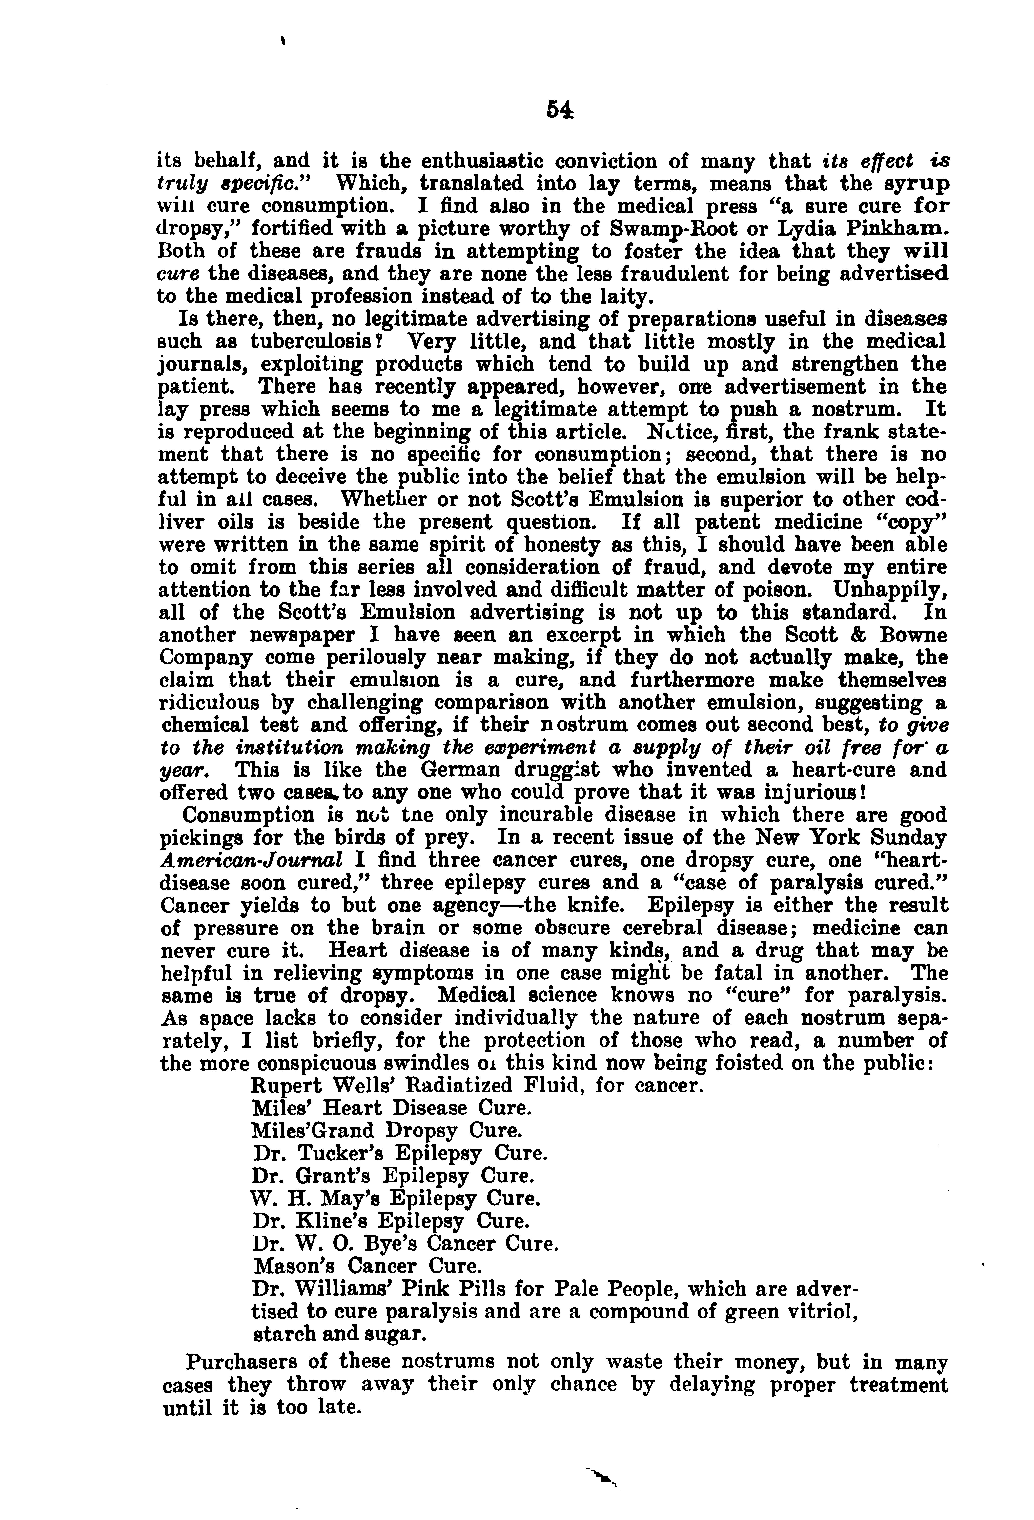 54
its behalf, and it is the enthusiastic conviction of many that its effect is
truly specific." Which, translated into lay terms, means that the syrup
will cure consumption. I find also in the medical press "a sure cure for
dropsy," fortified with a picture worthy of Swamp-Root or Lydia Pinkham.
Both of these are frauds in attempting to foster the idea that they will
cure the diseases, and they are none the less fraudulent for being advertised
to the medical profession instead of to the laity.
Is there, then, no legitimate advertising of preparations useful in diseases
such as tuberculosis? Very little, and that little mostly in the medical
journals, exploiting products which tend to build up and strengthen the
patient. There has recently appeared, however, one advertisement in the
lay press which seems to me a legitimate attempt to push a nostrum. It
is reproduced at the beginning of this article. Notice, first, the frank state-
ment that there is no specific for consumption; second, that there is no
attempt to deceive the public into the belief that the emulsion will be help-
ful in all cases. Whether or not Scott's Emulsion is superior to other cod-
liver oils is beside the present question. If all patent medicine "copy"
were written in the same spirit of honesty as this, I should have been able
to omit from this series all consideration of fraud, and devote my entire
attention to the far less involved and difficult matter of poison. Unhappily,
all of the Scott's Emulsion advertising is not up to this standard. In
another newspaper I have seen an excerpt in which the Scott & Bowne
Company come perilously near making, if they do not actually make, the
claim that their emulsion is a cure, and furthermore make themselves
ridiculous by challenging comparison with another emulsion, suggesting a
chemical test and offering, if their nostrum comes out second best, to give
to the institution making the experiment a supply of their oil free for a
year. This is like the German druggist who invented a heart-cure and
offered two cases to any one who could prove that it was injurious!
Consumption is not the only incurable disease in which there are good
pickings for the birds of prey. In a recent issue of the New York Sunday
American-Journal I find three cancer cures, one dropsy cure, one "heart-
disease soon cured," three epilepsy cures and a "case of paralysis cured."
Cancer yields to but one agency—the knife. Epilepsy is either the result
of pressure on the brain or some obscure cerebral disease; medicine can
never cure it. Heart disease is of many kinds, and a drug that may be
helpful in relieving symptoms in one case might be fatal in another. The
same is true of dropsy. Medical science knows no "cure" for paralysis.
As space lacks to consider individually the nature of each nostrum sepa-
rately, I list briefly, for the protection of those who read, a number of
the more conspicuous swindles of this kind now being foisted on the public:
Rupert Wells' Radiatized Fluid, for cancer.
Miles' Heart Disease Cure.
Miles'Grand Dropsy Cure.
Dr. Tucker's Epilepsy Cure.
Dr. Grant's Epilepsy Cure.
W. H. May's Epilepsy Cure.
Dr. Kline's Epilepsy Cure.
Dr. W. O. Bye's Cancer Cure.
Mason's Cancer Cure.
Dr. Williams' Pink Pills for Pale People, which are adver-
tised to cure paralysis and are a compound of green vitriol,
starch and sugar.
Purchasers of these nostrums not only waste their money, but in many
cases they throw away their only chance by delaying proper treatment
until it is too late.